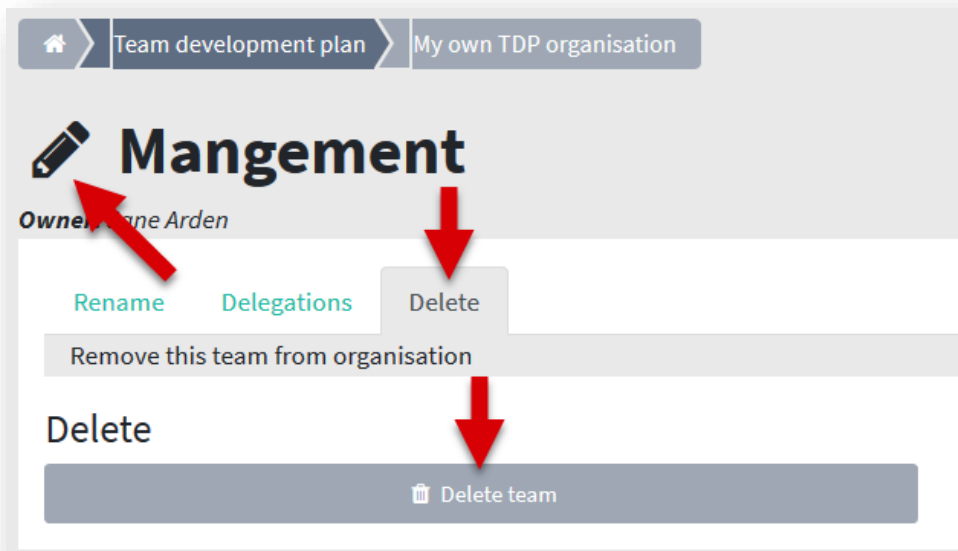 Team development plan My own TDP organisation
Mangement
Arden
Rename Delegations Delete
Remove this team from organisation
Delete
Delete team